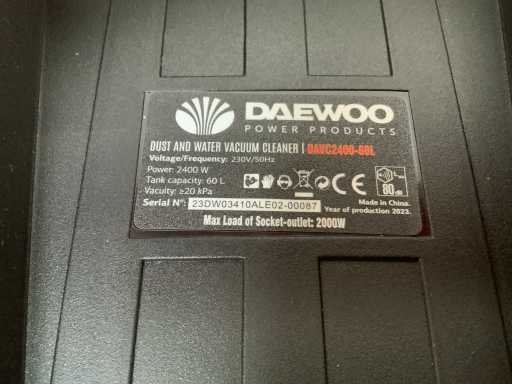 DAEWOO
POWER PRODUCTS
DUST AND WATER VACUUM CLEANER | DAVC2400-60L
Voltage/Frequency: 230V/50Hz
Power: 2400 W
Tank capacity: 60 L
Vacuity: ≥20 kPa
80 dB
Made in China.
Serial N°: 23DW03410ALE02-00087
Year of production 2023.
Max Load of Socket-outlet: 2000W